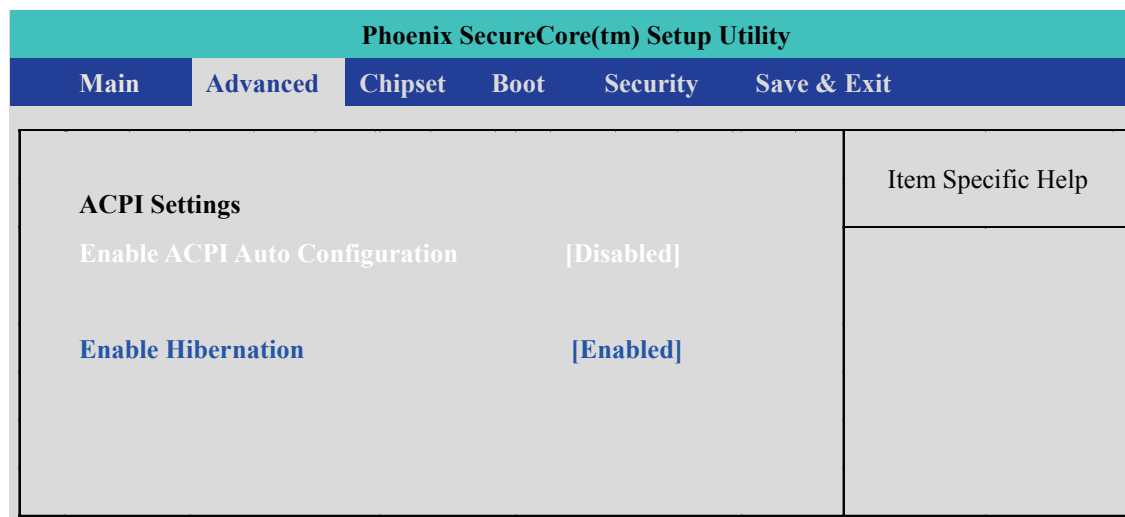 Phoenix SecureCore(tm) Setup Utility
Main Advanced Chipset Boot Security Save & Exit
ACPI Settings
Item Specific Help
Enable ACPI Auto Configuration [Disabled]
Enable Hibernation [Enabled]